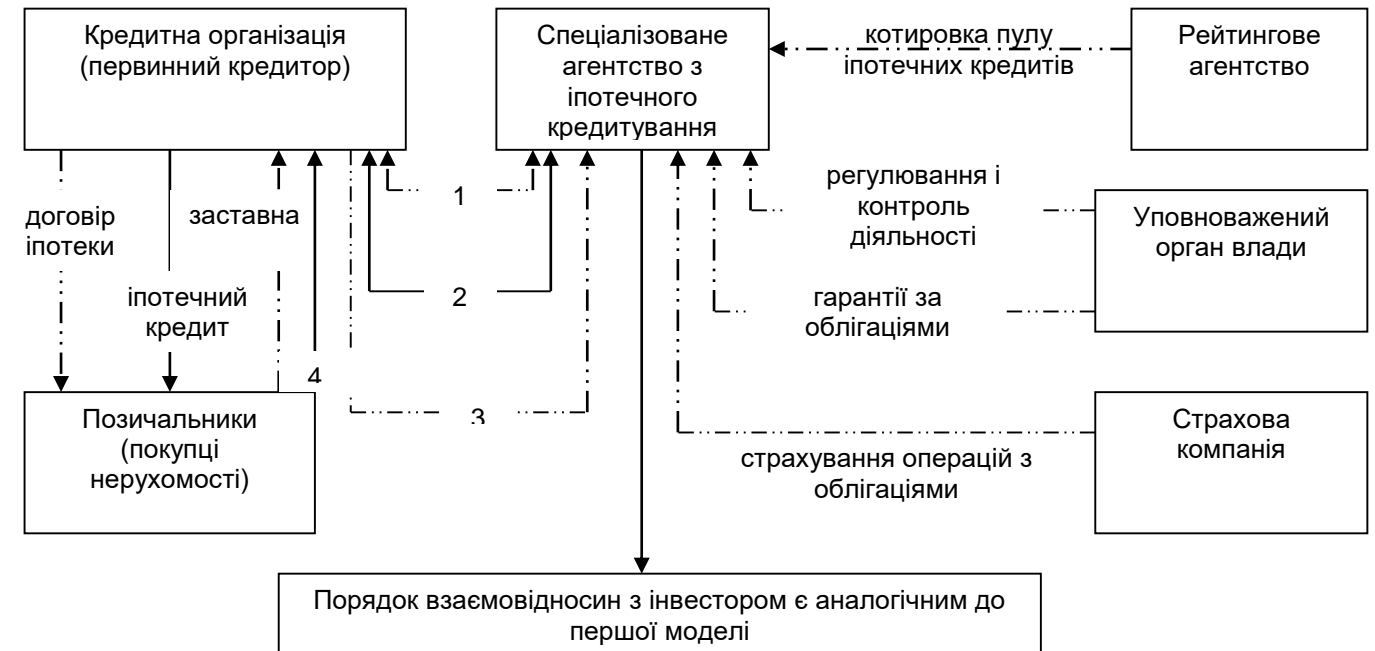 Кредитна організація
(первинний кредитор)
Спеціалізоване
агентство з
іпотечного
кредитування
котировка пулу
іпотечних кредитів
Рейтингове
агентство
договір
іпотеки
заставна
іпотечний
кредит
1
2
3
4
регулювання і
контроль
діяльності
гарантії за
облігаціями
Уповноважений
орган влади
Позичальники
(покупці
нерухомості)
страхування операцій з
облігаціями
Страхова
компанія
Порядок взаємовідносин з інвестором є аналогічним до
першої моделі